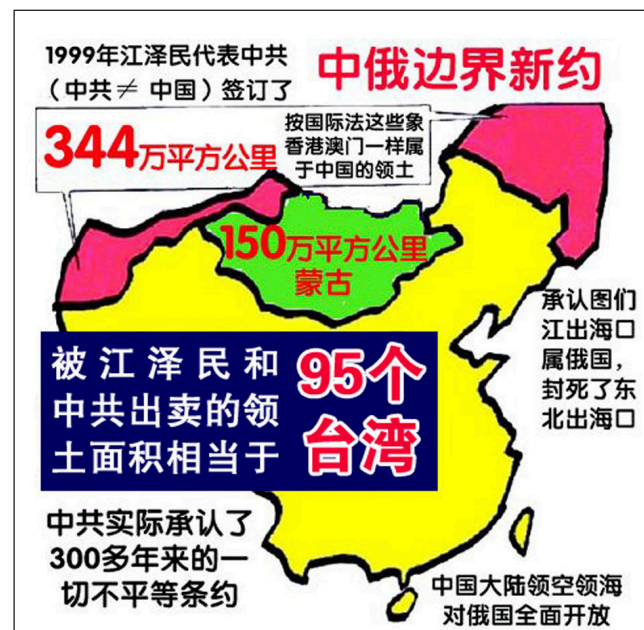 1999年江泽民代表中共
（中共≠ 中国）签订了
中俄边界新约
344万平方公里
按国际法这些象
香港澳门一样属
于中国的领土
150万平方公里
蒙古
承认图们
江出海口
属俄国，
封死了东
北出海口
被江泽民和
中共出卖的领
土面积相当于
95个
台湾
中共实际承认了
300多年来的一
切不平等条约
中国大陆领空领海
对俄国全面开放